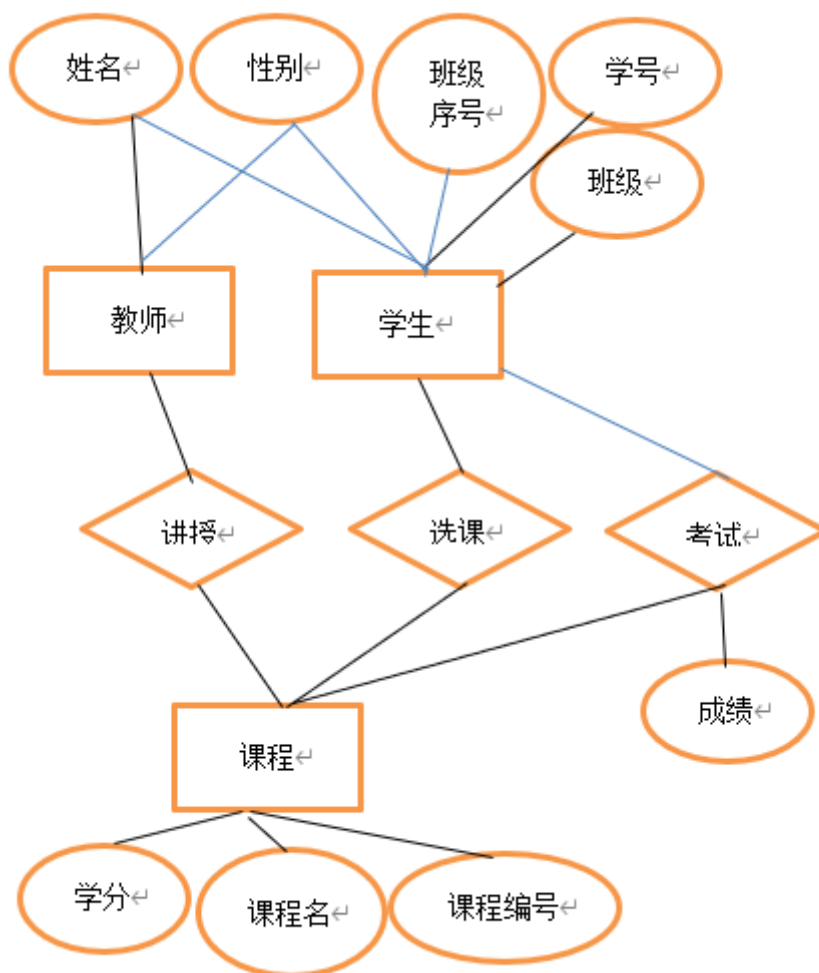 姓名
性别
班级
序号
学号
班级
教师
学生
讲授
选课
考试
成绩
课程
学分
课程名
课程编号